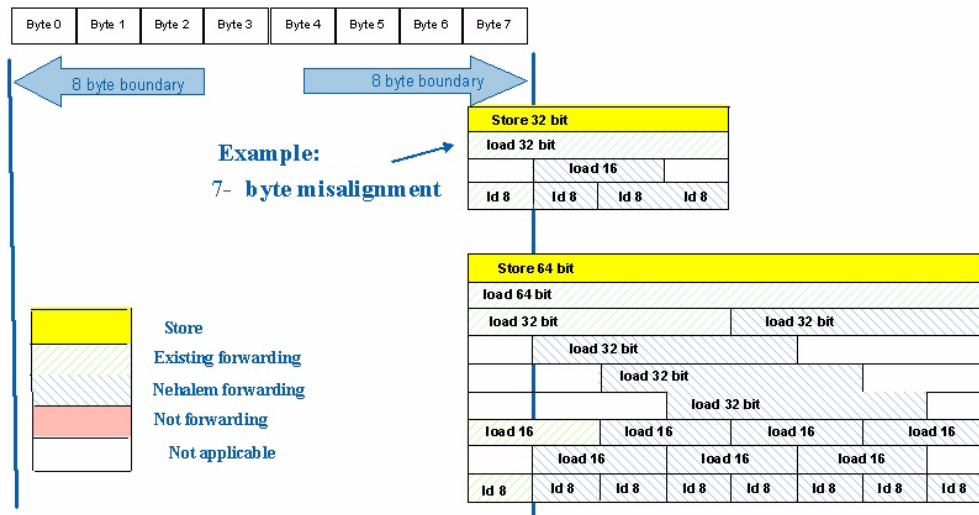 Byte 0 Byte 1 Byte 2 Byte 3 Byte 4 Byte 5 Byte 6 Byte 7
8 byte boundary 8 byte boundary
Store 32 bit
load 32 bit
Example:
load 16
7- byte misalignment
ld 8 ld 8 ld 8 ld 8
Store 64 bit
load 64 bit
load 32 bit load 32 bit
load 32 bit
load 32 bit
load 32 bit
load 16 load 16 load 16 load 16
load 16 load 16 load 16
ld 8 ld 8 ld 8 ld 8 ld 8 ld 8 ld 8 ld 8
Store
Existing forwarding
Nehalem forwarding
Not forwarding
Not applicable